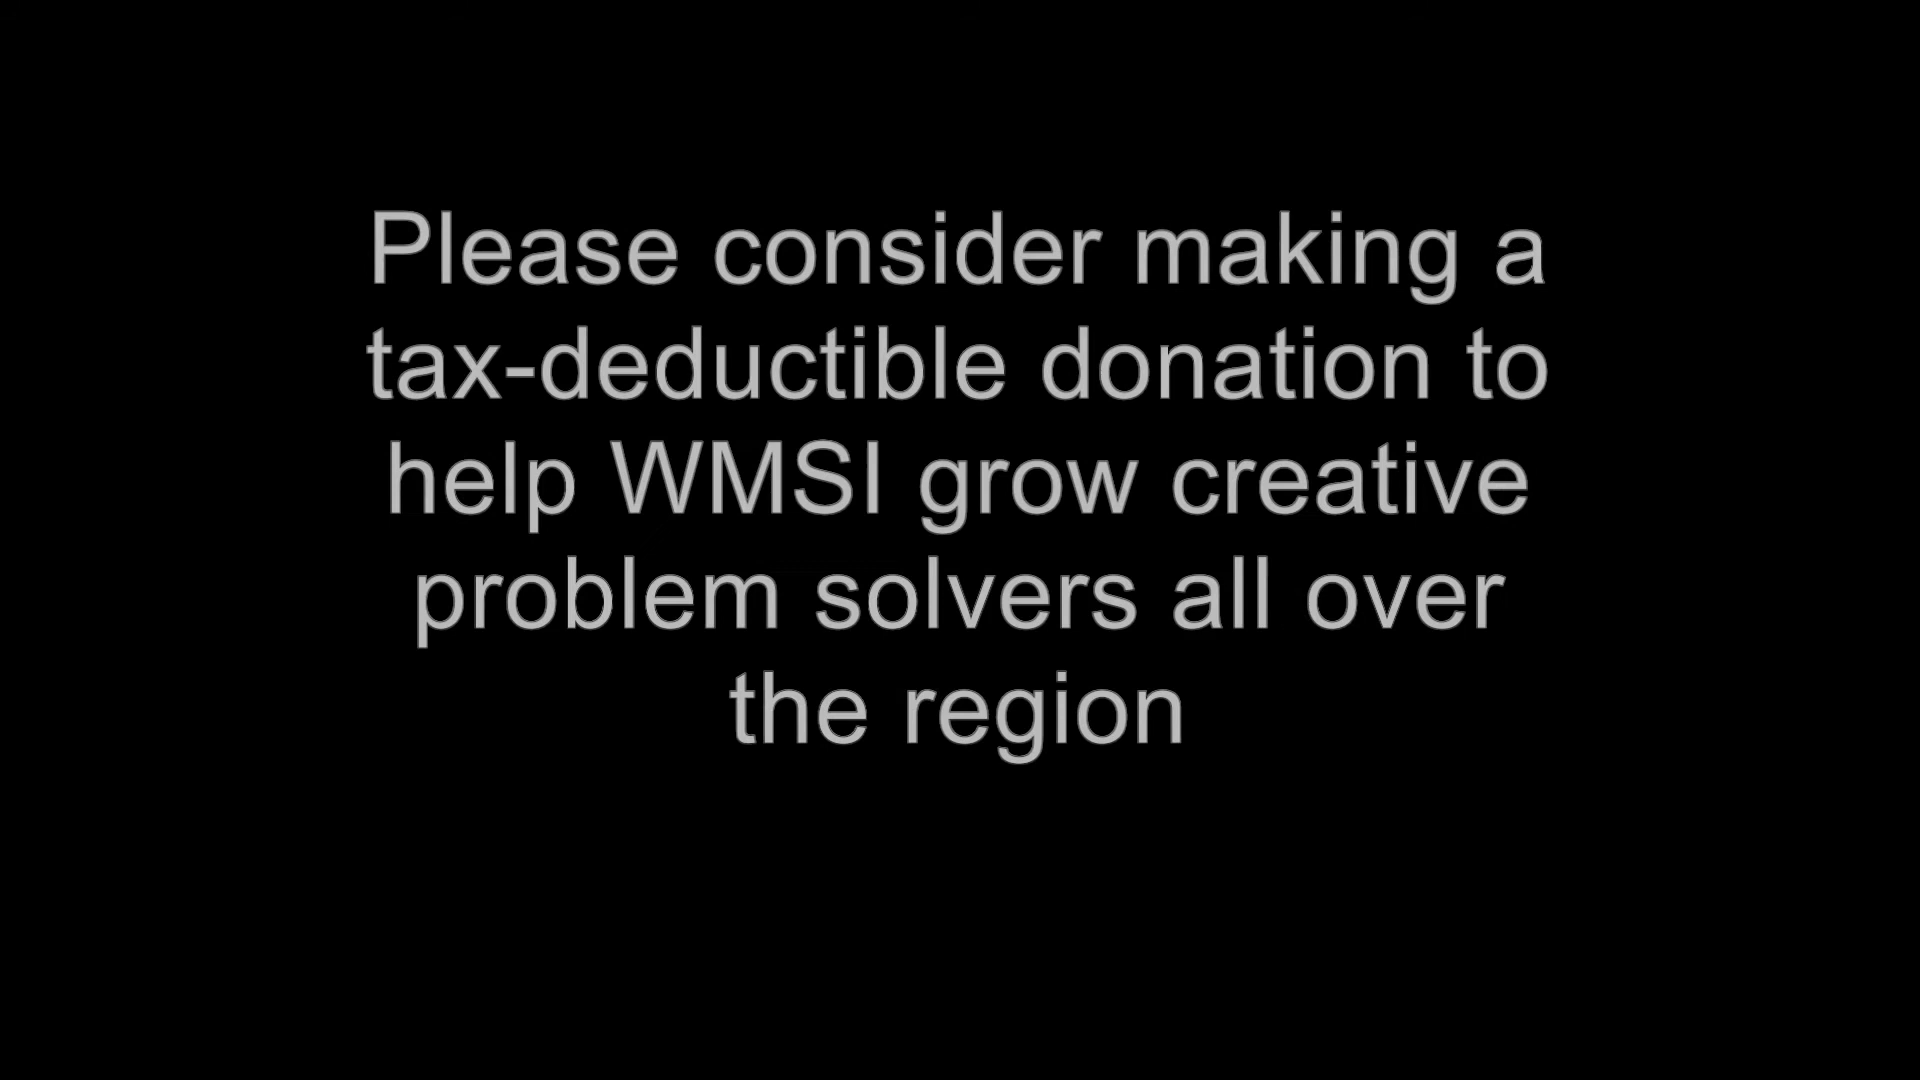 Please consider making a
tax-deductible donation to
help WMSI grow creative
problem solvers all over
the region